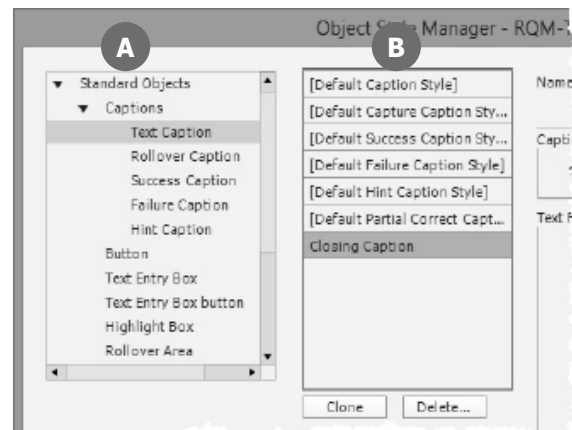 A
B
Object Manager - RQM-
Standard Objects
Captions
Text Caption
Rollover Caption
Success Caption
Failure Caption
Hint Caption
Button
Text Entry Box
Text Entry Box button
Highlight Box
Rollover Area
[Default Caption Style]
[Default Capture Caption Sty...
[Default Success Caption Sty...
[Default Failure Caption Style]
[Default Hint Caption Style]
[Default Partial Correct Capt...
Closing Caption
Clone
Delete...
Name
Capti
Text